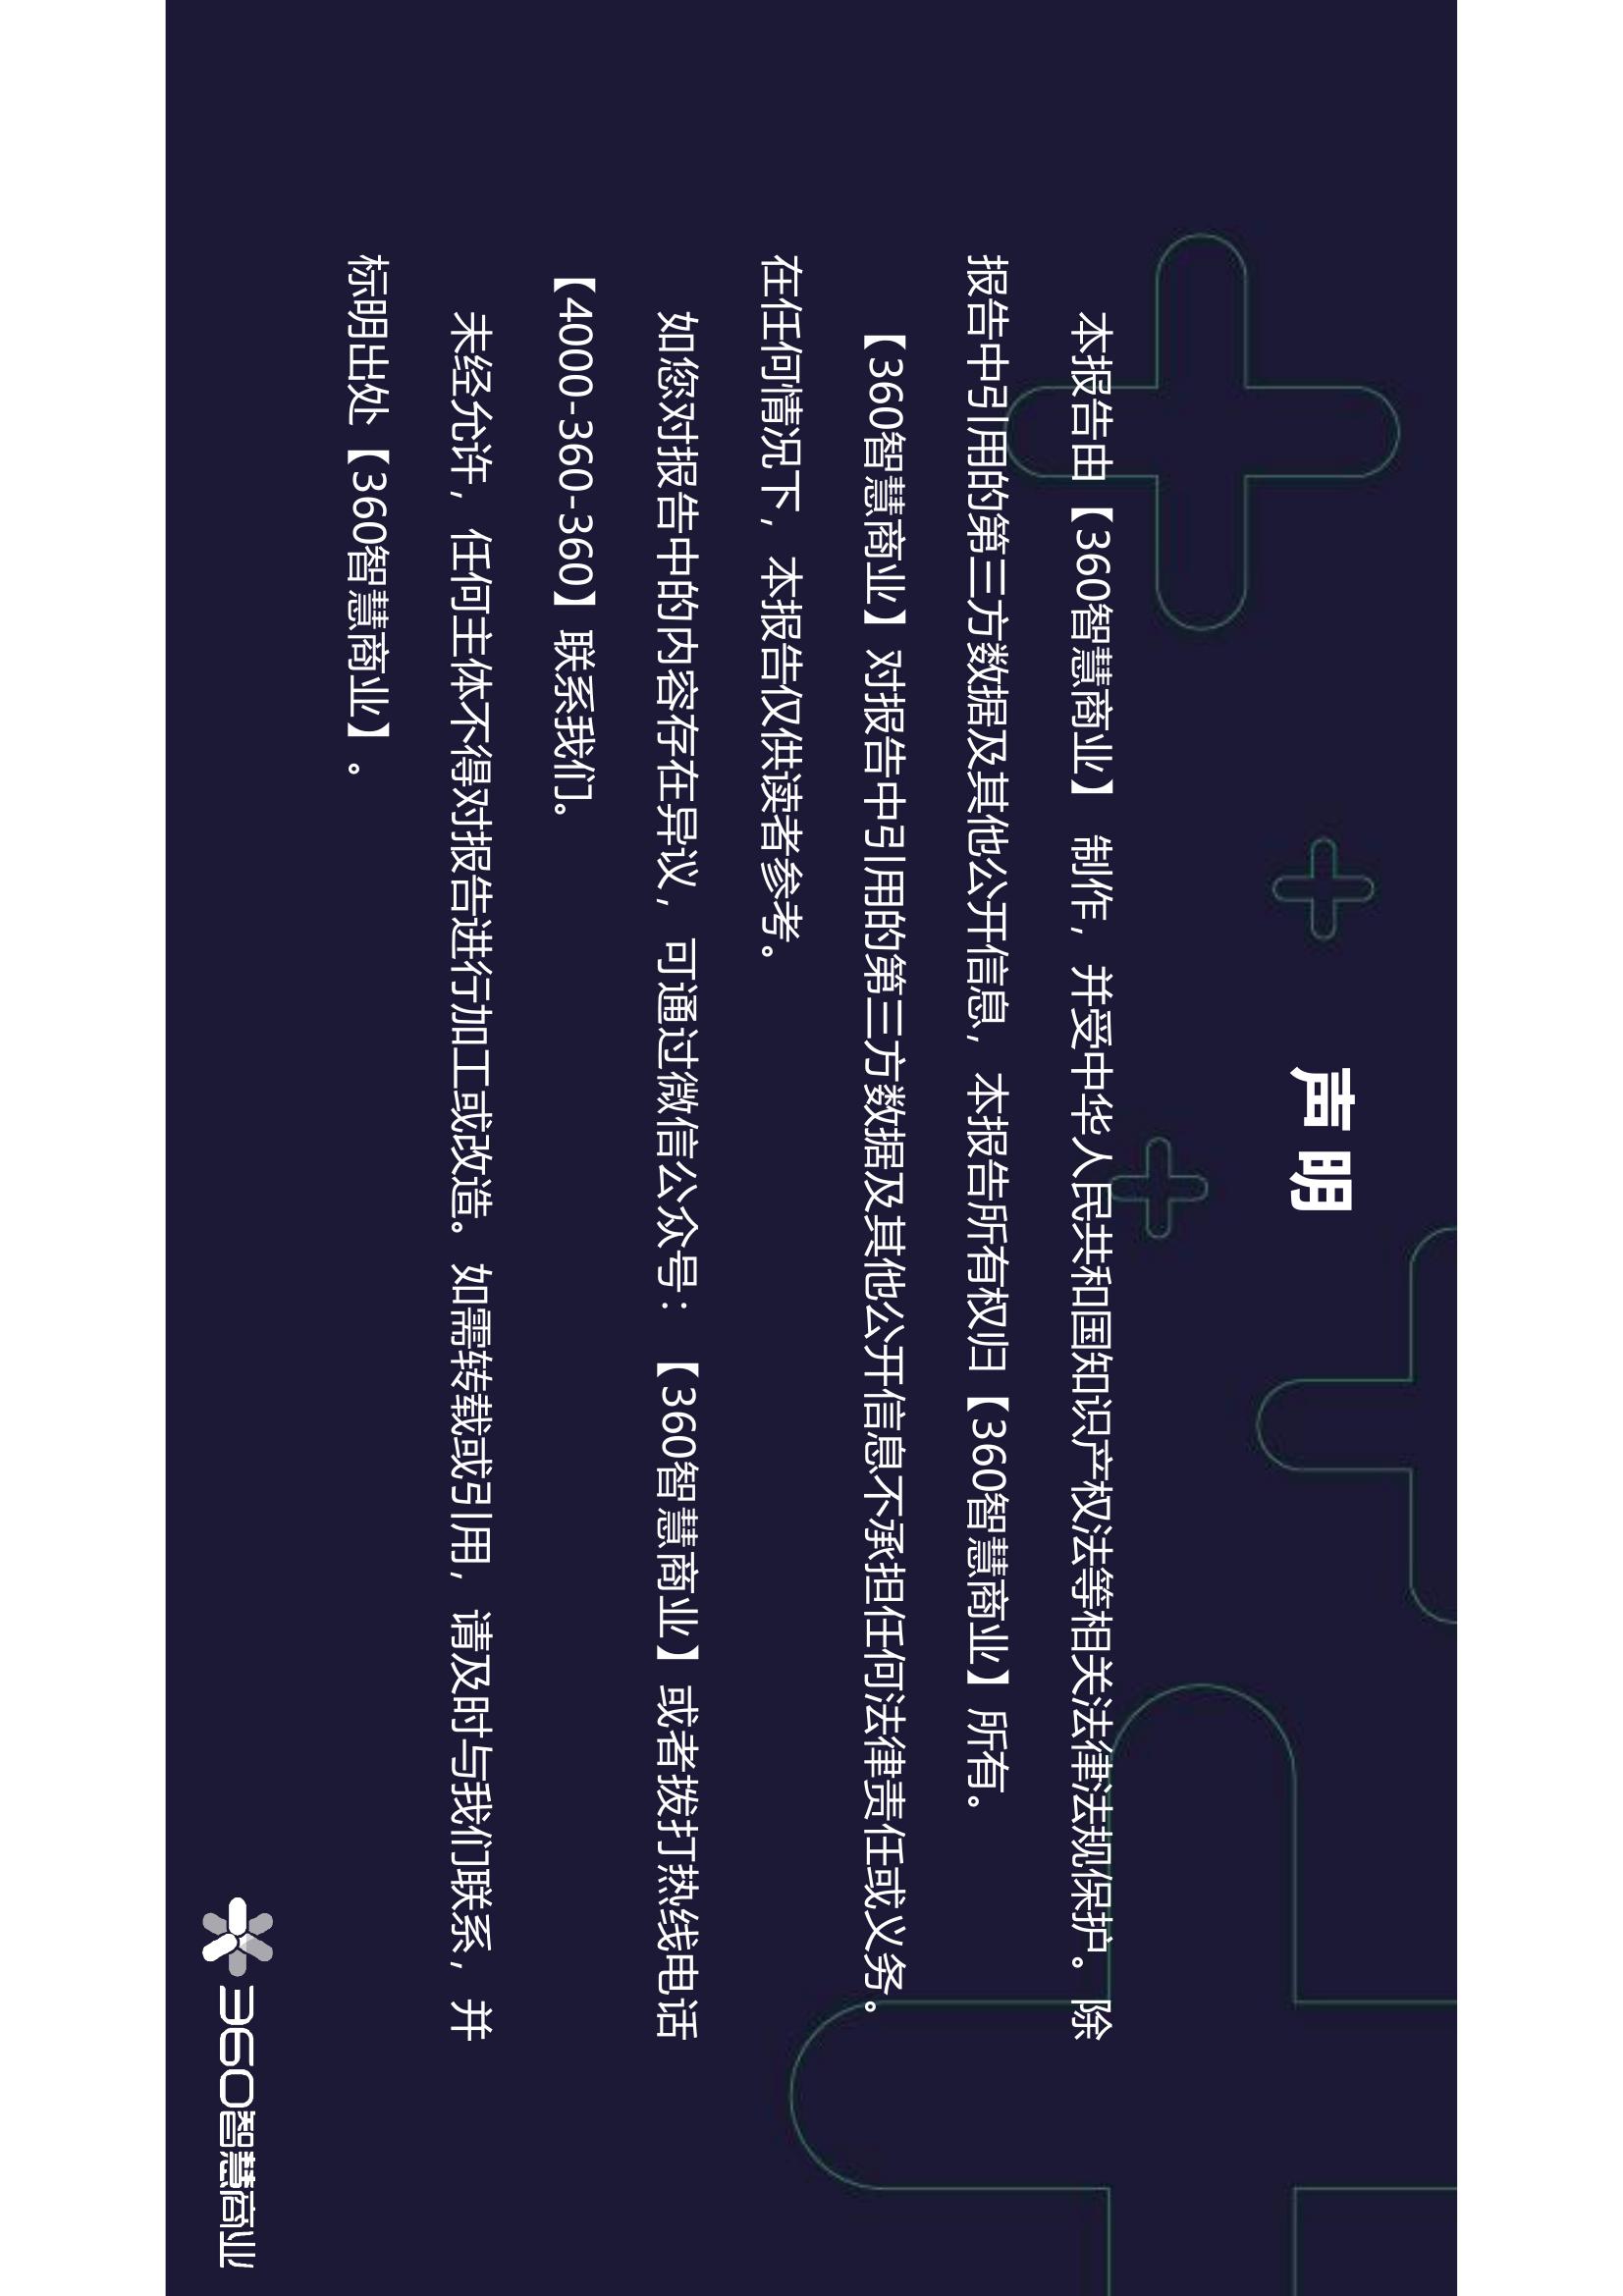 声 明
本报告由【360智慧商业】 制作，并受中华人民共和国知识产权法等相关法律法规保护。除
报告中引用的第三方数据及其他公开信息，本报告所有权归【360智慧商业】所有。
【360智慧商业】对报告中引用的第三方数据及其他公开信息不承担任何法律责任或义务。
在任何情况下，本报告仅供读者参考。
如您对报告中的内容存在异议，可通过微信公众号：【360智慧商业】或者拨打热线电话
【4000-360-360】联系我们。
未经允许，任何主体不得对报告进行加工或改造。如需转载或引用，请及时与我们联系，并
标明出处【360智慧商业】。
360智慧商业